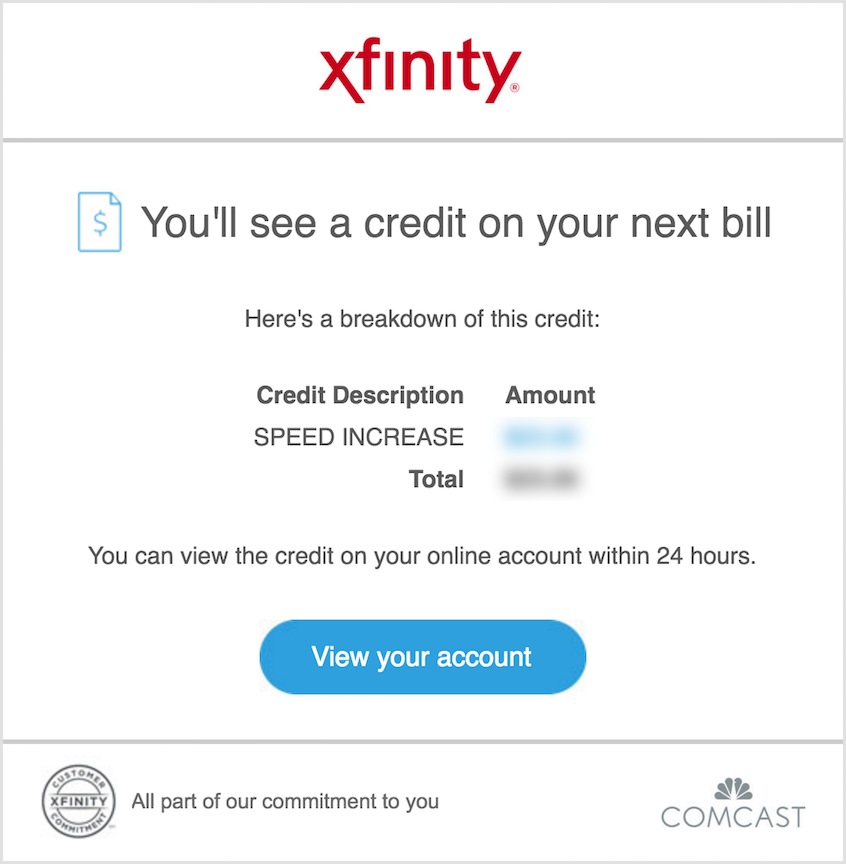 xfinity®
$ You'll see a credit on your next bill
Here's a breakdown of this credit:
Credit Description Amount
SPEED INCREASE
Total
You can view the credit on your online account within 24 hours.
View your account
CUSTOMER
XFINITY
COMMITMENT
All part of our commitment to you
COMCAST